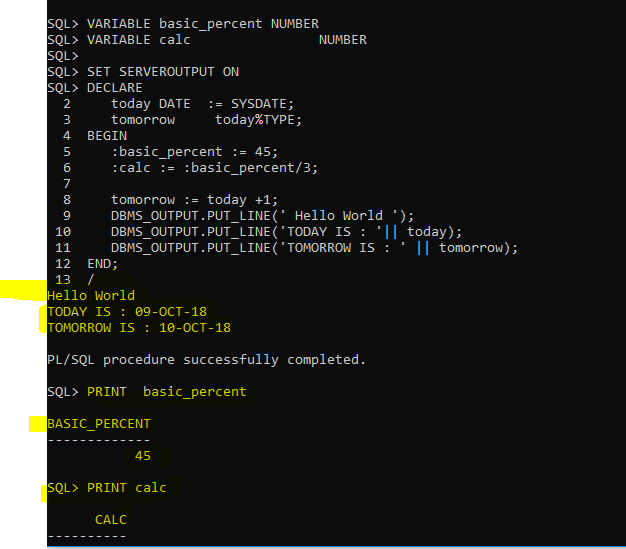 SQL> VARIABLE basic_percent NUMBER
SQL> VARIABLE calc                NUMBER
SQL>
SQL> SET SERVEROUTPUT ON
SQL> DECLARE
  2     today DATE  := SYSDATE;
  3     tomorrow     today%TYPE;
  4  BEGIN
  5     :basic_percent := 45;
  6     :calc := :basic_percent/3;
  7
  8     tomorrow := today +1;
  9     DBMS_OUTPUT.PUT_LINE(' Hello World ');
 10     DBMS_OUTPUT.PUT_LINE('TODAY IS : '|| today);
 11     DBMS_OUTPUT.PUT_LINE('TOMORROW IS : ' || tomorrow);
 12  END;
 13  /
Hello World
TODAY IS : 09-OCT-18
TOMORROW IS : 10-OCT-18
PL/SQL procedure successfully completed.
SQL> PRINT  basic_percent
BASIC_PERCENT
-------------
           45
SQL> PRINT calc
      CALC
----------